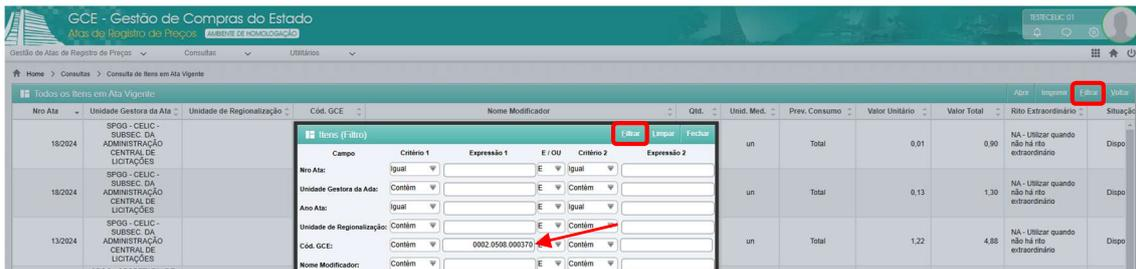 GCE - Gestão de Compras do Estado
Atas de Registro de Preços AMBIENTE DE HOMOLOGAÇÃO
TESTECELIC 01
Gestão de Atas de Registro de Preços Consultas Utilitários
Home > Consultas > Consulta de Itens em Ata Vigente
Todos os Itens em Ata Vigente Abrir Imprimir Filtrar Voltar
Nro Ata Unidade Gestora da Ata Unidade de Regionalização Cód. GCE Nome Modificador Qtd. Unid. Med. Prev. Consumo Valor Unitário Valor Total Rito Extraordinário Situação
18/2024 SPGG - CELIC - SUBSEC. DA ADMINISTRAÇÃO CENTRAL DE LICITAÇÕES un Total 0,01 0,90 NA - Utilizar quando não há rito extraordinário Dispo
18/2024 SPGG - CELIC - SUBSEC. DA ADMINISTRAÇÃO CENTRAL DE LICITAÇÕES un Total 0,13 1,30 NA - Utilizar quando não há rito extraordinário Dispo
13/2024 SPGG - CELIC - SUBSEC. DA ADMINISTRAÇÃO CENTRAL DE LICITAÇÕES un Total 1,22 4,88 NA - Utilizar quando não há rito extraordinário Dispo
Itens (Filtro) Filtrar Limpar Fechar
Campo Critério 1 Expressão 1 E / OU Critério 2 Expressão 2
Nro Ata: Igual E Igual
Unidade Gestora da Ada: Contém E Contém
Ano Ata: Igual E Igual
Unidade de Regionalização: Contém E Contém
Cód. GCE: Contém 0002.0508.000370 E Contém
Nome Modificador: Contém E Contém